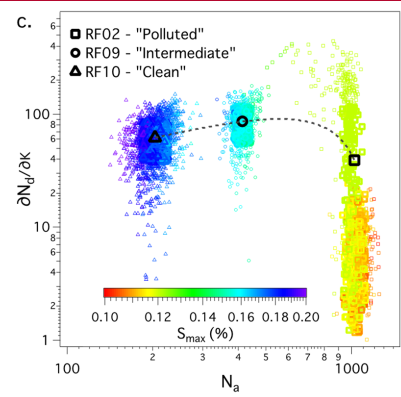 c.
RF02 - "Polluted"
RF09 - "Intermediate"
RF10 - "Clean"
∂N_d/∂κ
6
4
2
100
8
6
4
2
10
8
6
4
2
1
0.10 0.12 0.14 0.16 0.18 0.20
S_max (%)
100 2 3 4 5 6 7 8 9 1000
N_a